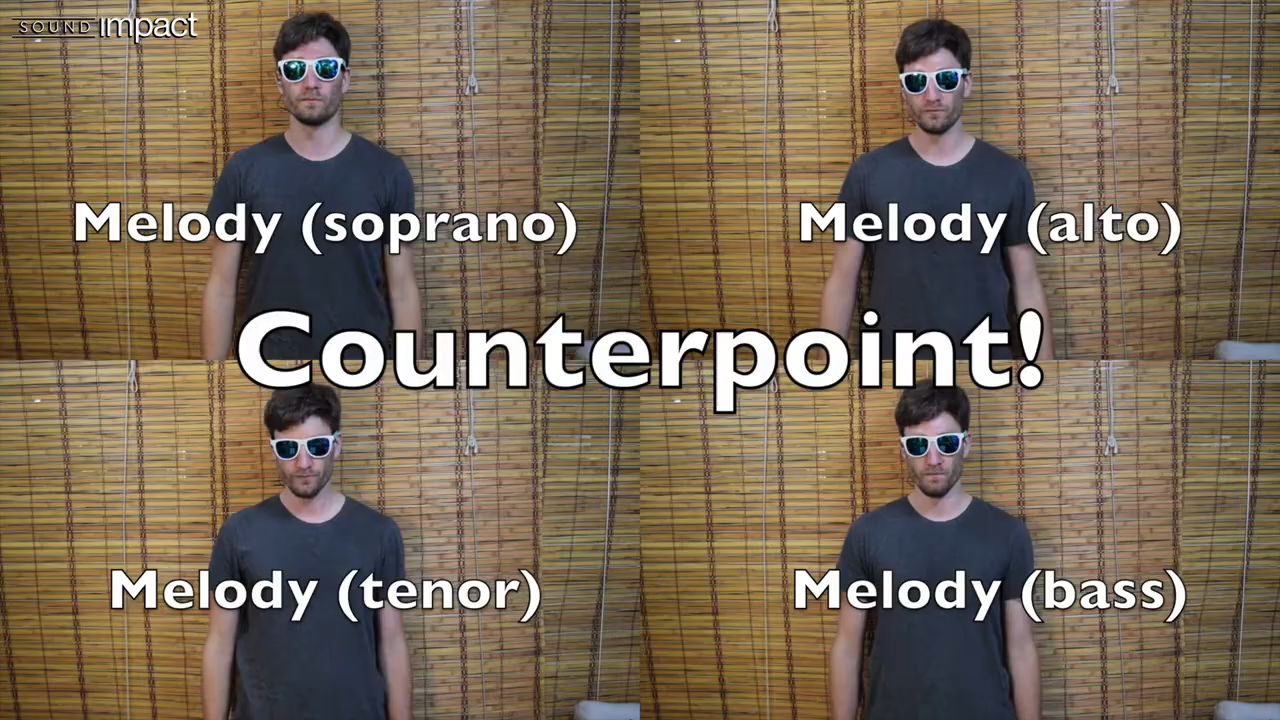 SOUND impact
Melody (soprano)
Melody (alto)
Counterpoint!
Melody (tenor)
Melody (bass)